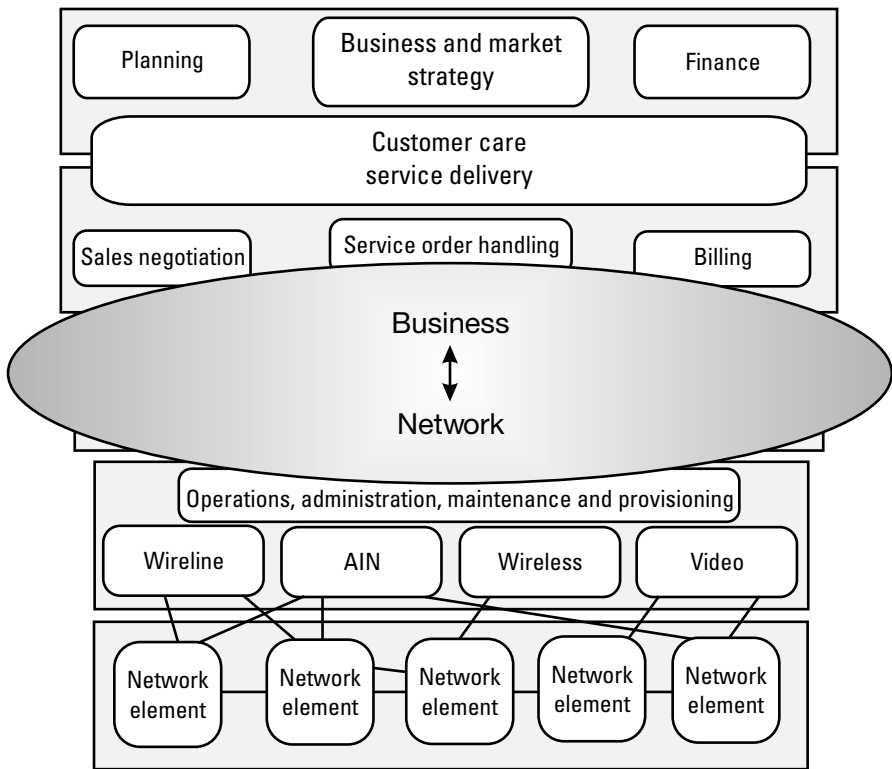 Planning
Business and market
strategy
Finance
Customer care
service delivery
Sales negotiation
Service order handling
Billing
Business
Network
Operations, administration, maintenance and provisioning
Wireline
AIN
Wireless
Video
Network
element
Network
element
Network
element
Network
element
Network
element